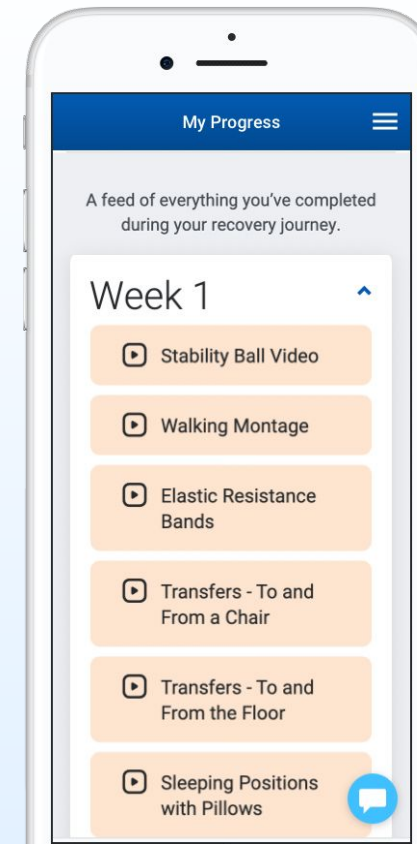 My Progress
A feed of everything you’ve completed
during your recovery journey.
Week 1
Stability Ball Video
Walking Montage
Elastic Resistance
Bands
Transfers - To and
From a Chair
Transfers - To and
From the Floor
Sleeping Positions
with Pillows